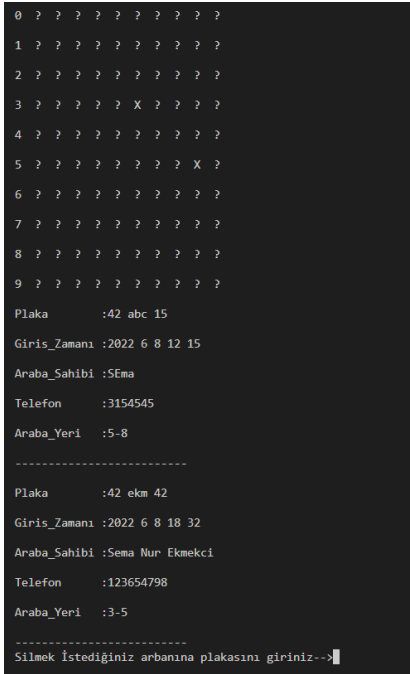 0 ? ? ? ? ? ? ? ? ? ?
1 ? ? ? ? ? ? ? ? ? ?
2 ? ? ? ? ? ? ? ? ? ?
3 ? ? ? ? ? X ? ? ? ?
4 ? ? ? ? ? ? ? ? ? ?
5 ? ? ? ? ? ? ? ? X ?
6 ? ? ? ? ? ? ? ? ? ?
7 ? ? ? ? ? ? ? ? ? ?
8 ? ? ? ? ? ? ? ? ? ?
9 ? ? ? ? ? ? ? ? ? ?
Plaka :42 abc 15
Giris_Zamanı :2022 6 8 12 15
Araba_Sahibi :SEma
Telefon :3154545
Araba_Yeri :5-8
--------------------------
Plaka :42 ekm 42
Giris_Zamanı :2022 6 8 18 32
Araba_Sahibi :Sema Nur Ekmekci
Telefon :123654798
Araba_Yeri :3-5
--------------------------
Silmek İstediğiniz arbanına plakasını giriniz-->